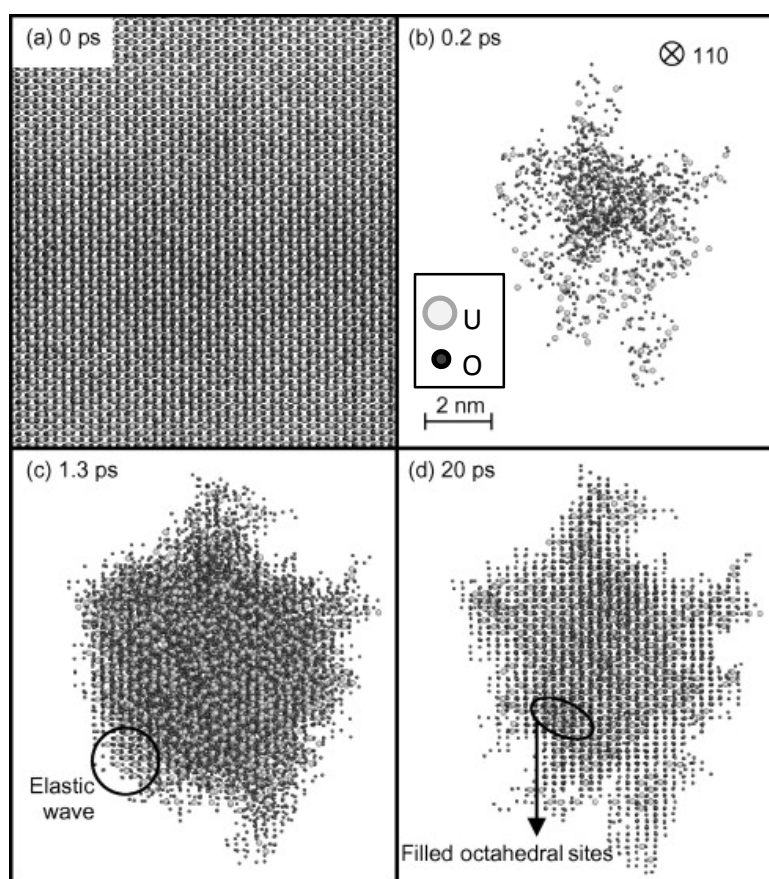 (a) 0 ps
(b) 0.2 ps
110
U
O
2 nm
(c) 1.3 ps
Elastic
wave
(d) 20 ps
Filled octahedral sites